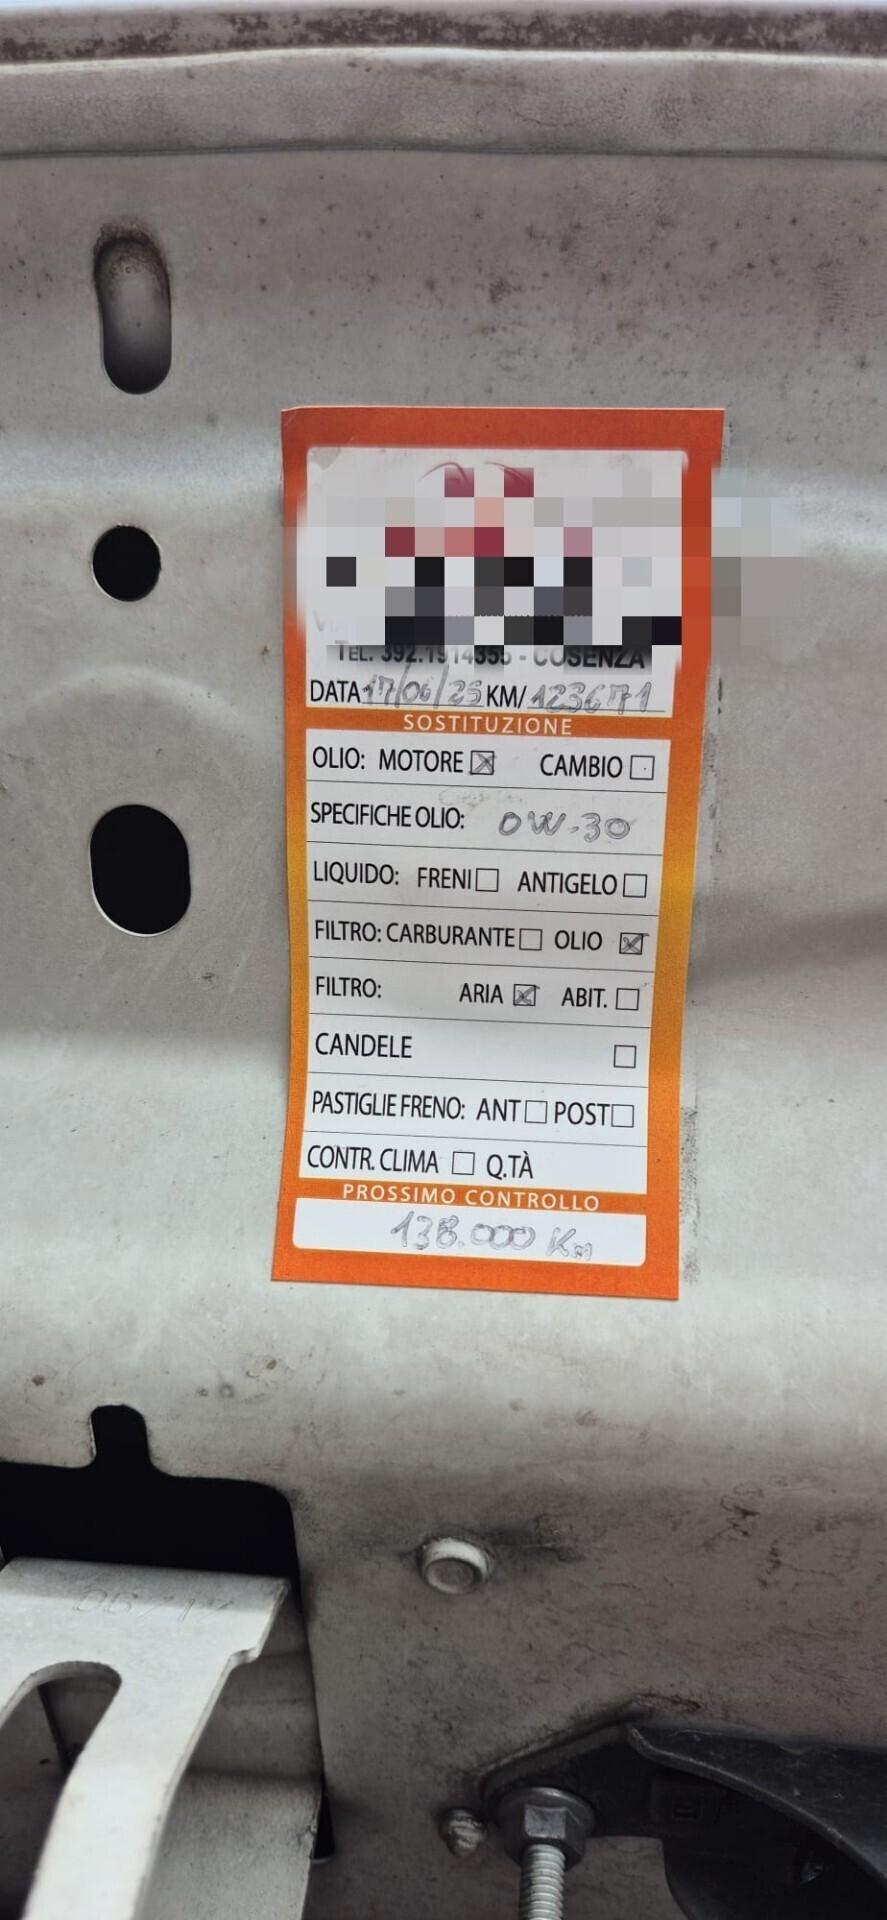 TEL. 392.1914355 - COSENZA
DATA 17/06/25 KM/ 123671
SOSTITUZIONE
OLIO: MOTORE ☒ CAMBIO ☐
SPECIFICHE OLIO: 0W-30
LIQUIDO: FRENI ☐ ANTIGELO ☐
FILTRO: CARBURANTE ☐ OLIO ☒
FILTRO: ARIA ☒ ABIT. ☐
CANDELE ☐
PASTIGLIE FRENO: ANT ☐ POST ☐
CONTR. CLIMA ☐ Q.TÀ
PROSSIMO CONTROLLO
138.000 Km